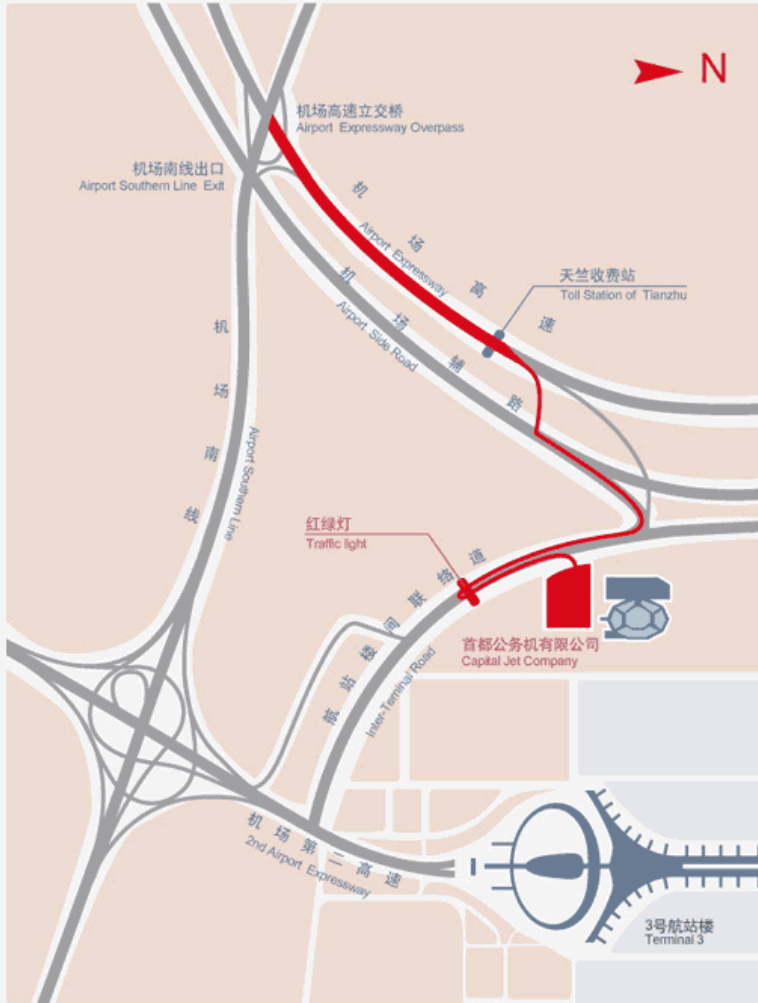 N
机场高速立交桥
Airport Expressway Overpass
机场南线出口
Airport Southern Line Exit
机场高速
Airport Expressway
天竺收费站
Toll Station of Tianzhu
机场辅路
Airport Side Road
机场南线
Airport Southern Line
红绿灯
Traffic light
航站楼间联络道
Inter-Teminal Road
首都公务机有限公司
Capital Jet Company
机场第二高速
2nd Airport Expressway
3号航站楼
Terminal 3